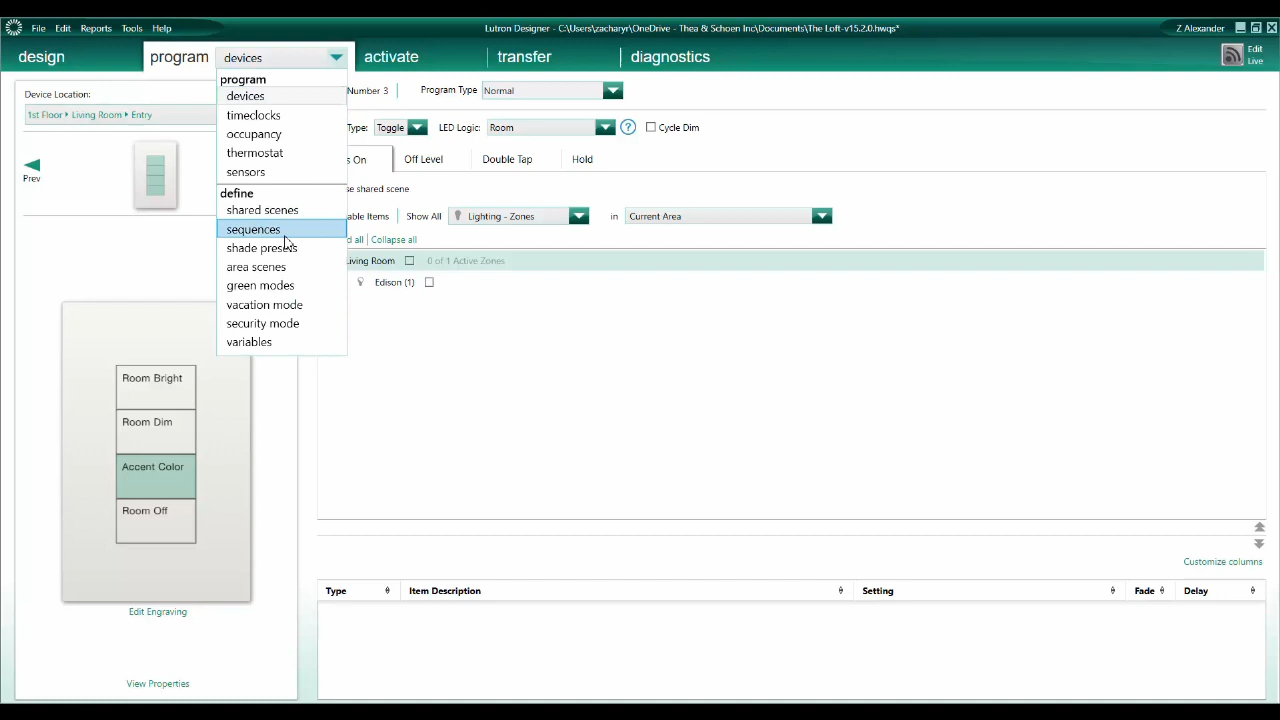 File Edit Reports Tools Help
Lutron Designer - C:\Users\zacharyr\OneDrive - Thea & Schoen Inc\Documents\The Loft-v15.2.0.hwqs*
Z Alexander
design
program
devices
activate
transfer
diagnostics
Edit
Live
program
devices
timeclocks
occupancy
thermostat
sensors
define
shared scenes
sequences
shade presets
area scenes
green modes
vacation mode
security mode
variables
Device Location:
1st Floor Living Room Entry
Prev
Room Bright
Room Dim
Accent Color
Room Off
Edit Engraving
View Properties
Number 3
Program Type Normal
Type: Toggle LED Logic: Room ? Cycle Dim
s On Off Level Double Tap Hold
se shared scene
able Items Show All Lighting - Zones in Current Area
d all Collapse all
Living Room 0 of 1 Active Zones
Edison (1)
Customize columns
Type Item Description Setting Fade Delay